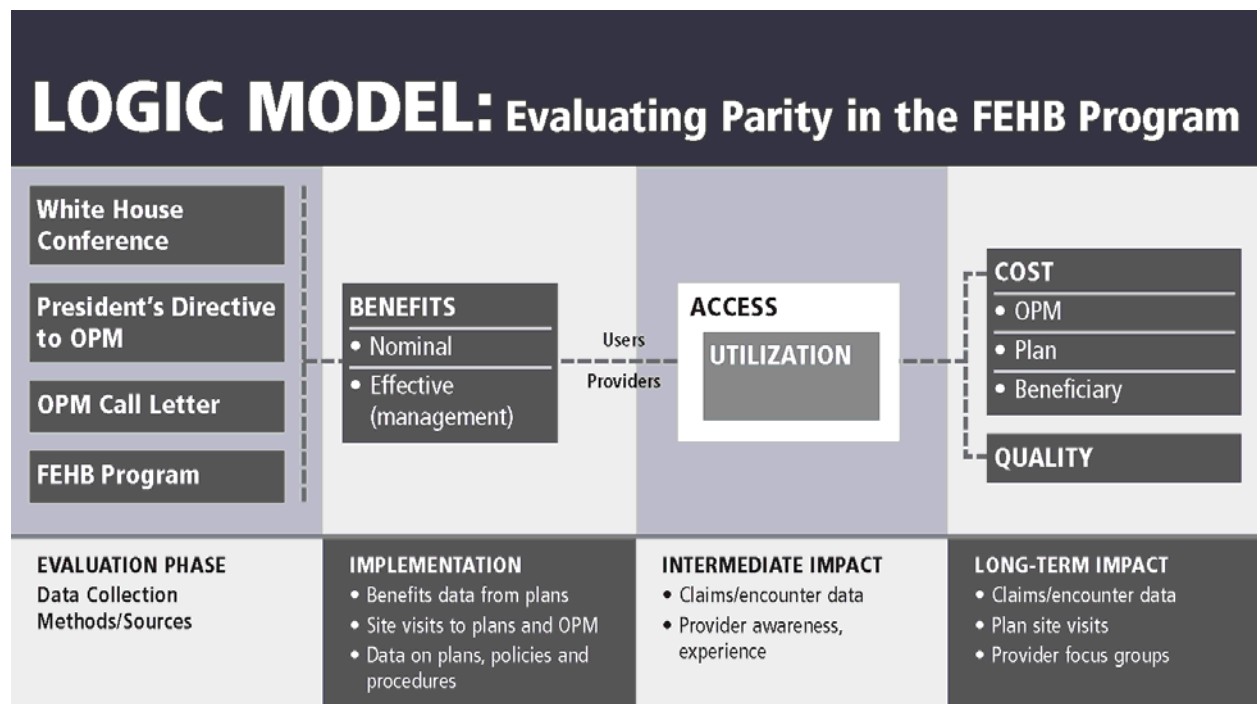 LOGIC MODEL: Evaluating Parity in the FEHB Program
White House
Conference
President's Directive
to OPM
OPM Call Letter
FEHB Program
BENEFITS
• Nominal
• Effective
(management)
Users
Providers
ACCESS
UTILIZATION
COST
• OPM
• Plan
• Beneficiary
QUALITY
EVALUATION PHASE
Data Collection
Methods/Sources
IMPLEMENTATION
• Benefits data from plans
• Site visits to plans and OPM
• Data on plans, policies and
procedures
INTERMEDIATE IMPACT
• Claims/encounter data
• Provider awareness,
experience
LONG-TERM IMPACT
• Claims/encounter data
• Plan site visits
• Provider focus groups